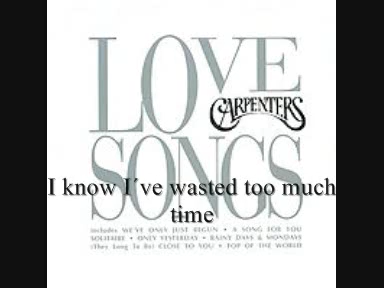 LOVE
CARPENTERS
SONGS
I know I´ve wasted too much
time
includes WE'VE ONLY JUST BEGUN • A SONG FOR YOU
SOLITAIRE • ONLY YESTERDAY • RAINY DAYS & MONDAYS
(They Long To Be) CLOSE TO YOU • TOP OF THE WORLD